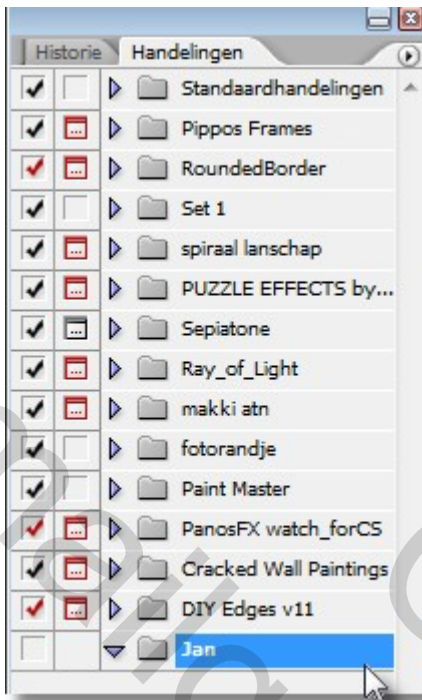 Historie Handelingen
Standaardhandelingen
Pippos Frames
RoundedBorder
Set 1
spiraal lanschap
PUZZLE EFFECTS by...
Sepiatone
Ray_of_Light
makki atn
fotorandje
Paint Master
PanosFX watch_forCS
Cracked Wall Paintings
DIY Edges v11
Jan